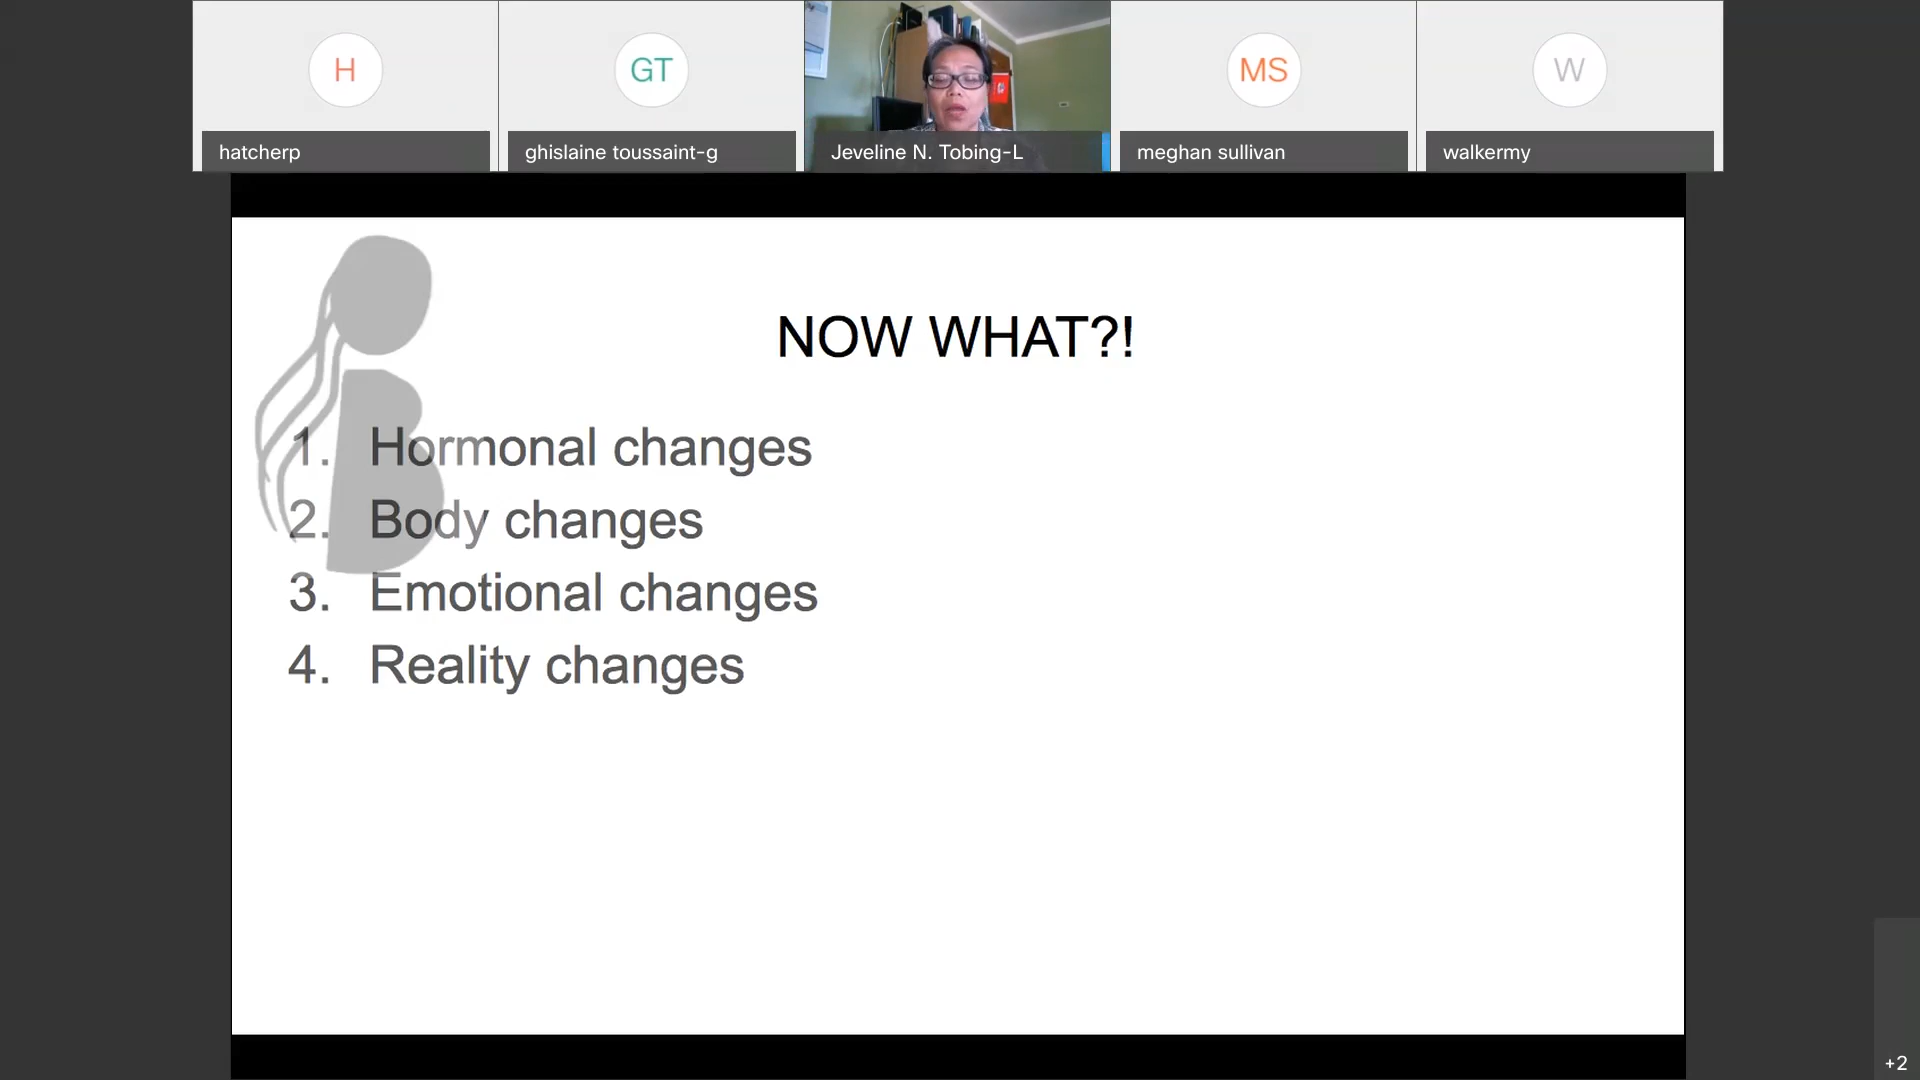 H
GT
MS
W
hatcherp
ghislaine toussaint-g
Jeveline N. Tobing-L
meghan sullivan
walkermy
NOW WHAT?!
1. Hormonal changes
2. Body changes
3. Emotional changes
4. Reality changes
+2